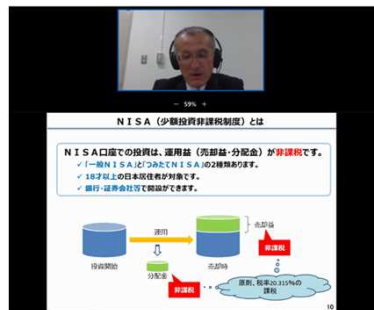 − 59% +
NISA（少額投資非課税制度）とは
NISA口座での投資は、運用益（売却益・分配金）が非課税です。
✓「一般NISA」と「つみたてNISA」の2種類あります。
✓18才以上の日本居住者が対象です。
✓銀行・証券会社等で開設ができます。
売却益
運用
非課税
投資開始
分配金
売却時
非課税
原則、税率20.315%の
課税
10